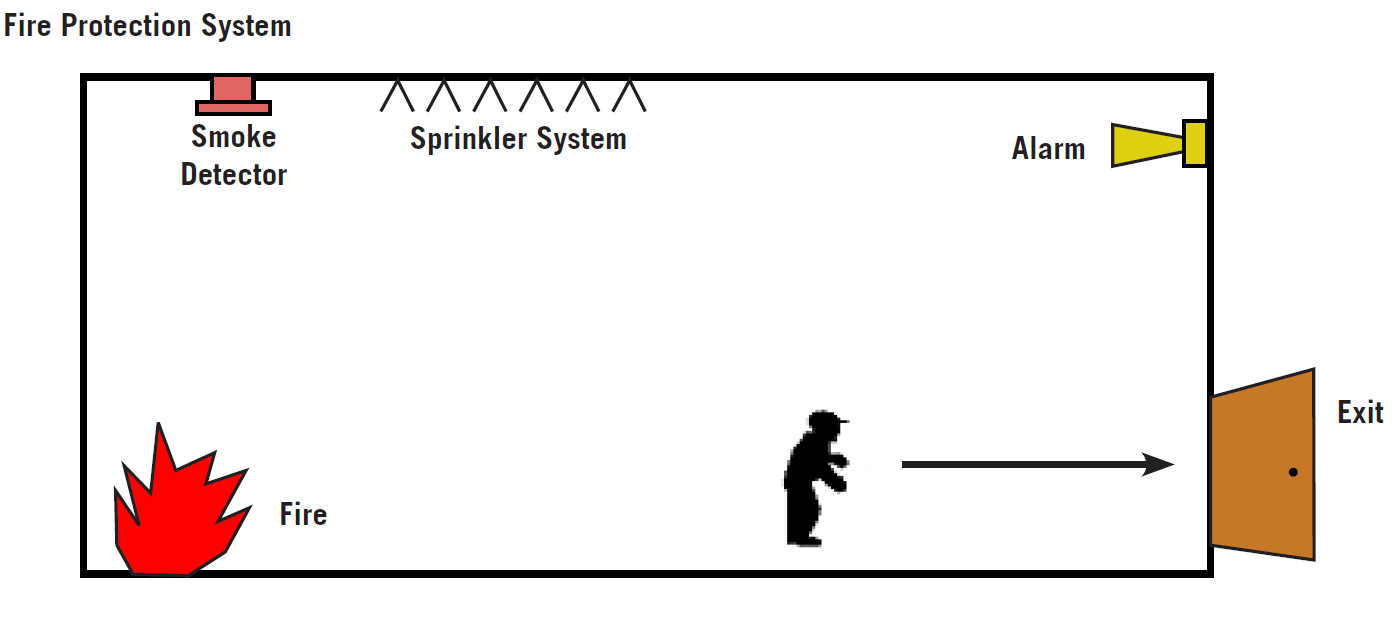 Fire Protection System
Smoke
Detector
Sprinkler System
Alarm
Exit
Fire